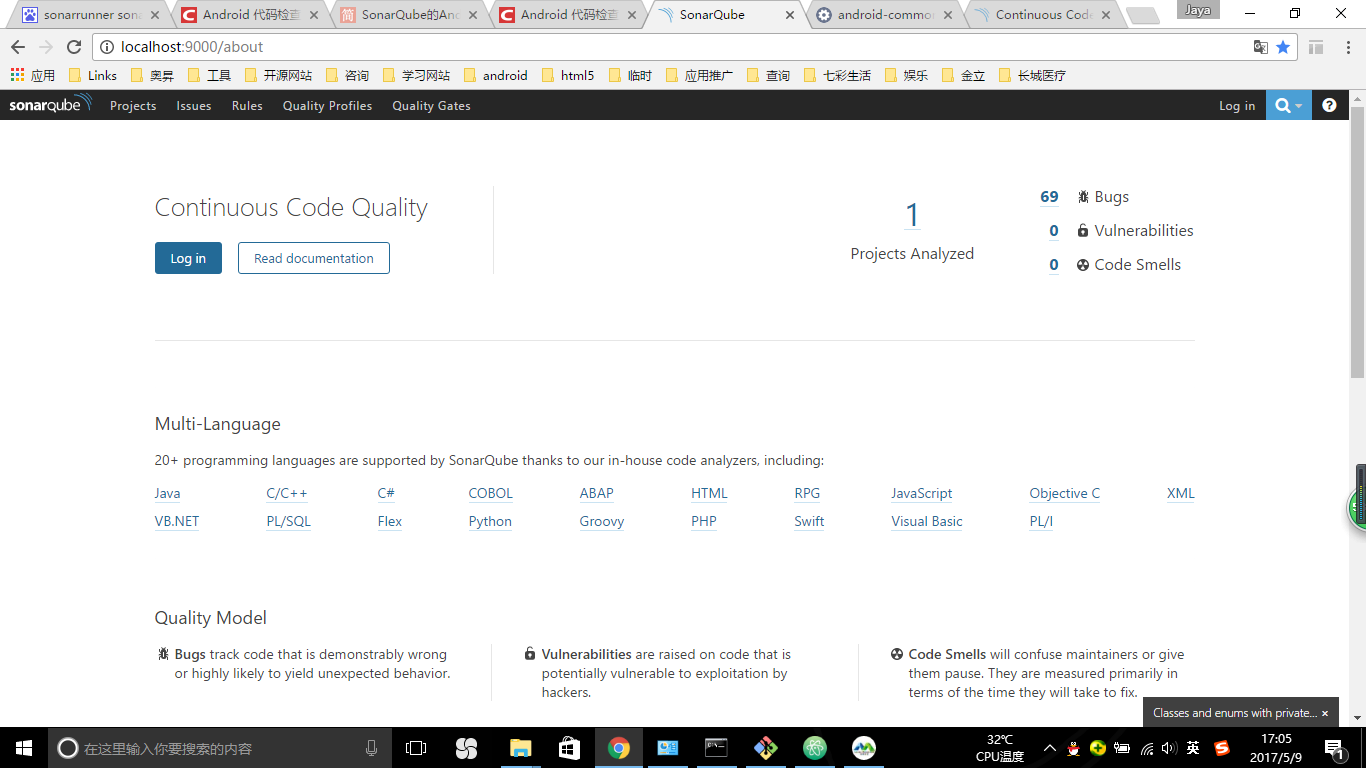 sonarrunner sona
Android 代码检查
SonarQube的And
Android 代码检查
SonarQube
android-common
Continuous Code
Jaya
localhost:9000/about
应用 Links 奥昇 工具 开源网站 咨询 学习网站 android html5 临时 应用推广 查询 七彩生活 娱乐 金立 长城医疗
sonarqube Projects Issues Rules Quality Profiles Quality Gates Log in
Continuous Code Quality
Log in Read documentation
1
Projects Analyzed
69 Bugs
0 Vulnerabilities
0 Code Smells
Multi-Language
20+ programming languages are supported by SonarQube thanks to our in-house code analyzers, including:
Java C/C++ C# COBOL ABAP HTML RPG JavaScript Objective C XML
VB.NET PL/SQL Flex Python Groovy PHP Swift Visual Basic PL/I
Quality Model
Bugs track code that is demonstrably wrong
or highly likely to yield unexpected behavior.
Vulnerabilities are raised on code that is
potentially vulnerable to exploitation by
hackers.
Code Smells will confuse maintainers or give
them pause. They are measured primarily in
terms of the time they will take to fix.
Classes and enums with private... ×
在这里输入你要搜索的内容
32℃
CPU温度
英
17:05
2017/5/9
1